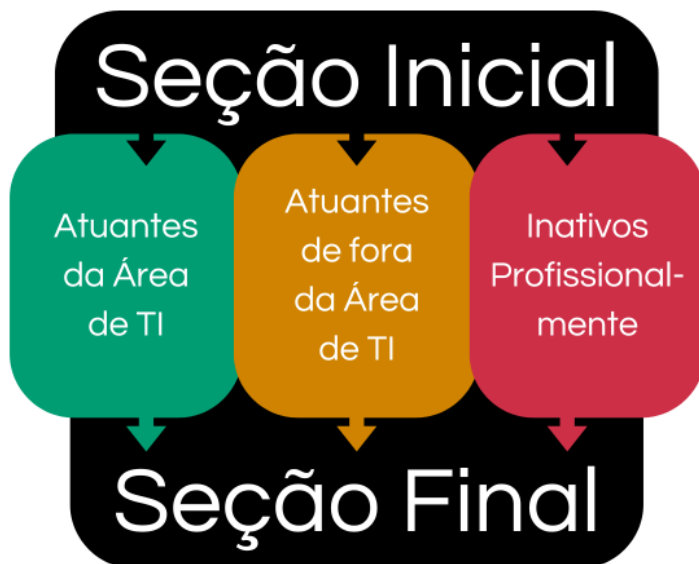 Seção Inicial
Atuantes
da Área
de TI
Atuantes
de fora
da Área
de TI
Inativos
Profissional-
mente
Seção Final